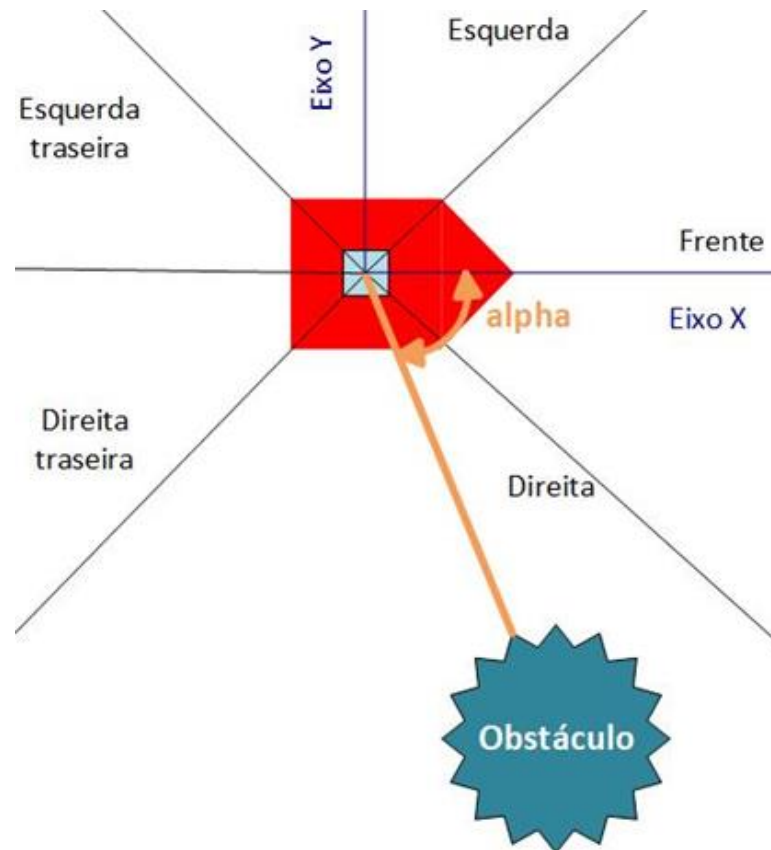 Esquerda
Eixo Y
Esquerda
traseira
Frente
alpha
Eixo X
Direita
traseira
Direita
Obstáculo